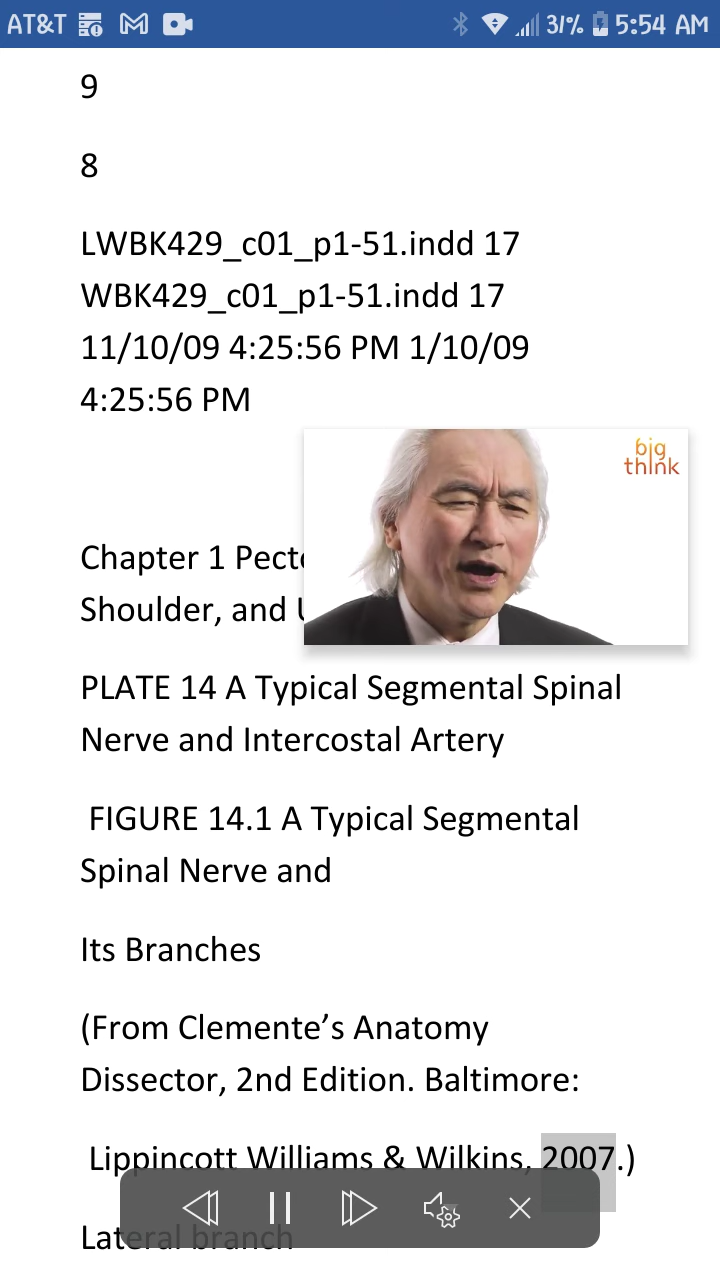 AT&T 31% 5:54 AM
9
8
LWBK429_c01_p1-51.indd 17
WBK429_c01_p1-51.indd 17
11/10/09 4:25:56 PM 1/10/09
4:25:56 PM
big
think
Chapter 1
Shoulder, and
PLATE 14 A Typical Segmental Spinal
Nerve and Intercostal Artery
FIGURE 14.1 A Typical Segmental
Spinal Nerve and
Its Branches
(From Clemente’s Anatomy
Dissector, 2nd Edition. Baltimore:
Lippincott Williams & Wilkins, 2007.)
Lateral branch